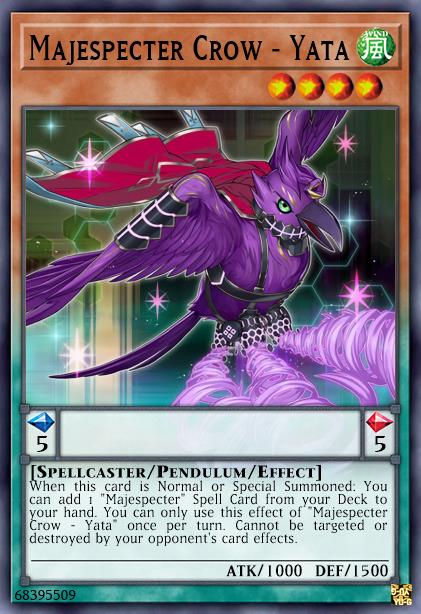 Majespecter Crow - Yata
WIND
風
5
5
[Spellcaster/Pendulum/Effect]
When this card is Normal or Special Summoned: You
can add 1 "Majespecter" Spell Card from your Deck to
your hand. You can only use this effect of "Majespecter
Crow - Yata" once per turn. Cannot be targeted or
destroyed by your opponent's card effects.
ATK/1000 DEF/1500
68395509